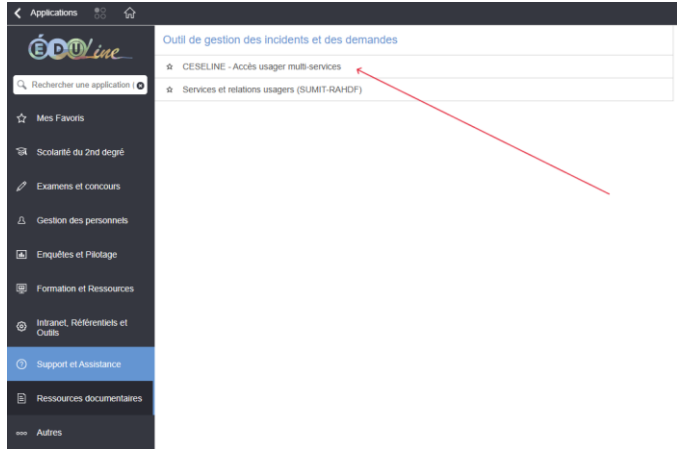 Applications
ÉDU'line
Rechercher une application (
Mes Favoris
Scolarité du 2nd degré
Examens et concours
Gestion des personnels
Enquêtes et Pilotage
Formation et Ressources
Intranet, Référentiels et
Outils
Support et Assistance
Ressources documentaires
Autres
Outil de gestion des incidents et des demandes
CESELINE - Accès usager multi-services
Services et relations usagers (SUMIT-RAHDF)